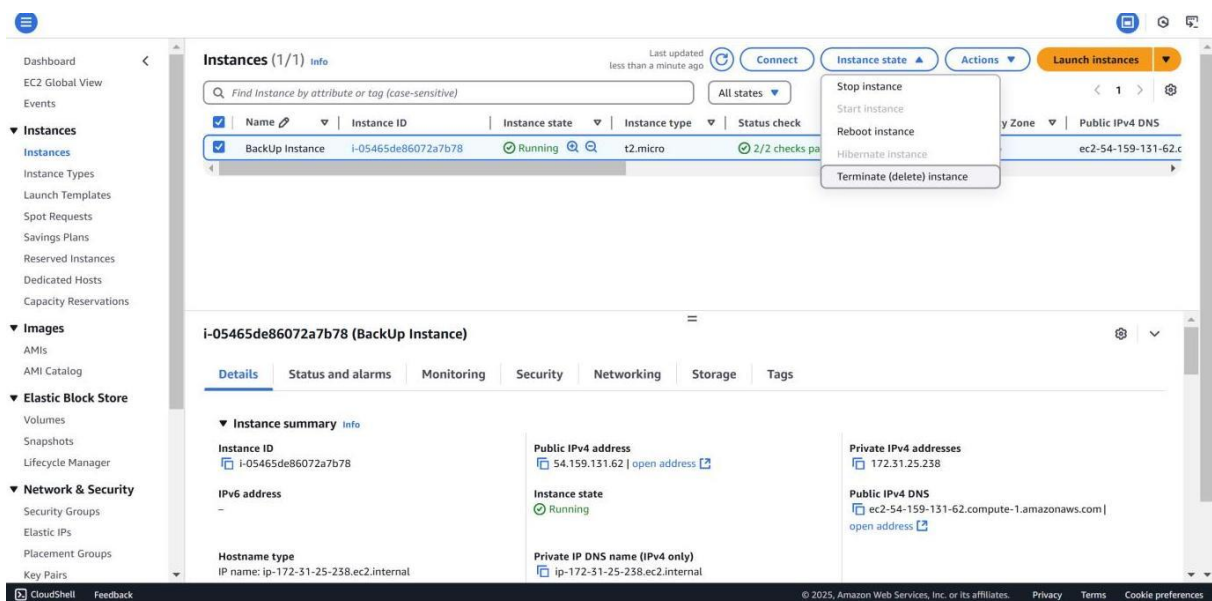 Dashboard
EC2 Global View
Events
Instances
Instances
Instance Types
Launch Templates
Spot Requests
Savings Plans
Reserved Instances
Dedicated Hosts
Capacity Reservations
Images
AMIs
AMI Catalog
Elastic Block Store
Volumes
Snapshots
Lifecycle Manager
Network & Security
Security Groups
Elastic IPs
Placement Groups
Key Pairs
Instances (1/1) Info
Last updated
less than a minute ago
Connect
Instance state
Actions
Launch instances
Find Instance by attribute or tag (case-sensitive)
All states
Stop instance
Start instance
Reboot instance
Hibernate instance
Terminate (delete) instance
1
Name Instance ID Instance state Instance type Status check y Zone Public IPv4 DNS
BackUp Instance i-05465de86072a7b78 Running t2.micro 2/2 checks pa ec2-54-159-131-62.c
i-05465de86072a7b78 (BackUp Instance)
Details Status and alarms Monitoring Security Networking Storage Tags
Instance summary Info
Instance ID
i-05465de86072a7b78
Public IPv4 address
54.159.131.62 | open address
Private IPv4 addresses
172.31.25.238
IPv6 address
–
Instance state
Running
Public IPv4 DNS
ec2-54-159-131-62.compute-1.amazonaws.com |
open address
Hostname type
IP name: ip-172-31-25-238.ec2.internal
Private IP DNS name (IPv4 only)
ip-172-31-25-238.ec2.internal
CloudShell Feedback © 2025, Amazon Web Services, Inc. or its affiliates. Privacy Terms Cookie preferences